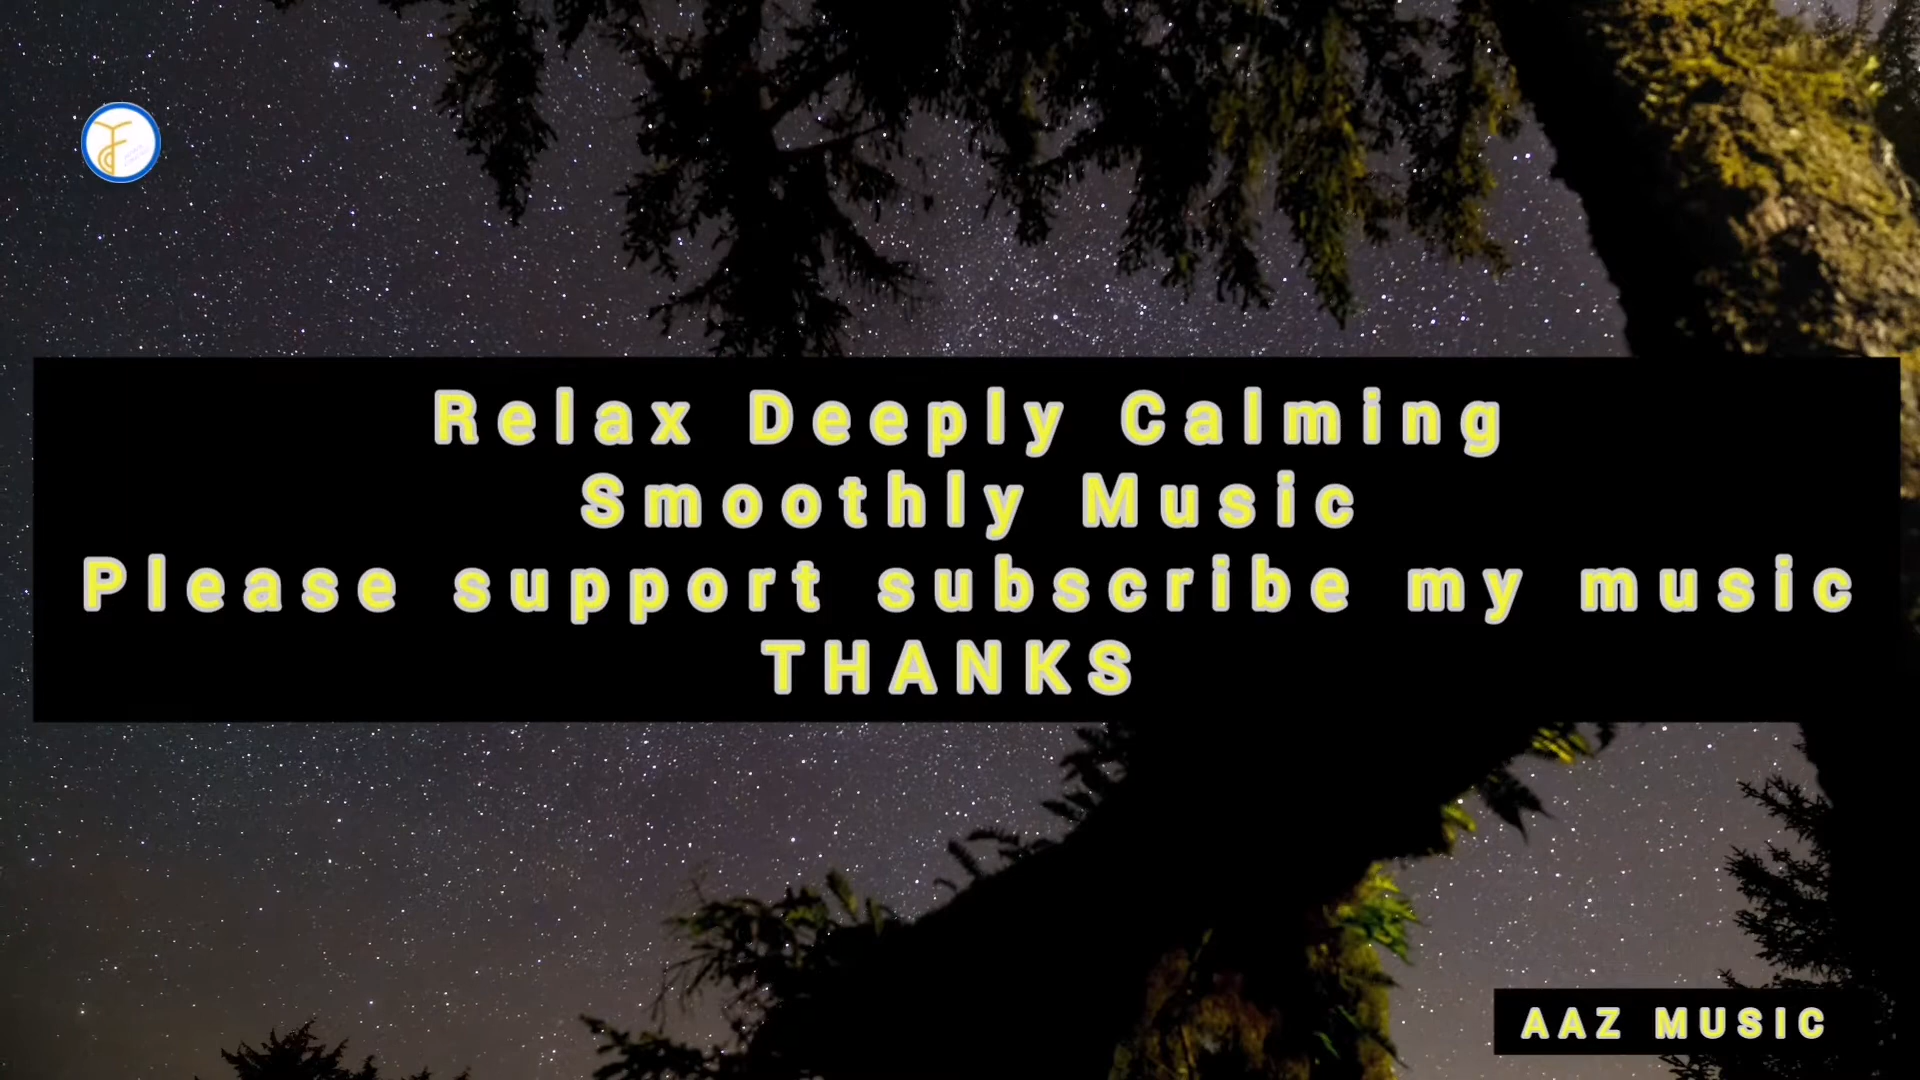 Relax Deeply Calming
Smoothly Music
Please support subscribe my music
THANKS
AAZ MUSIC